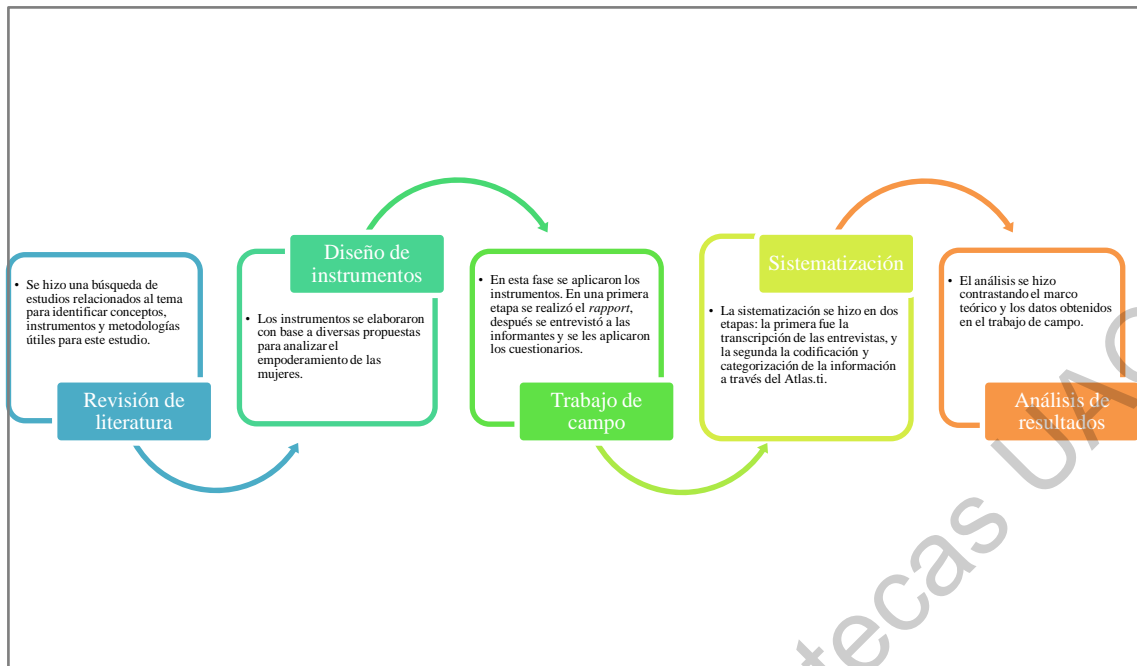 • Se hizo una búsqueda de
estudios relacionados al tema
para identificar conceptos,
instrumentos y metodologías
útiles para este estudio.
Revisión de
literatura
Diseño de
instrumentos
• Los instrumentos se elaboraron
con base a diversas propuestas
para analizar el
empoderamiento de las
mujeres.
• En esta fase se aplicaron los
instrumentos. En una primera
etapa se realizó el rapport,
después se entrevistó a las
informantes y se les aplicaron
los cuestionarios.
Trabajo de
campo
Sistematización
• La sistematización se hizo en dos
etapas: la primera fue la
transcripción de las entrevistas, y
la segunda la codificación y
categorización de la información
a través del Atlas.ti.
• El análisis se hizo
contrastando el marco
teórico y los datos obtenidos
en el trabajo de campo.
Análisis de
resultados